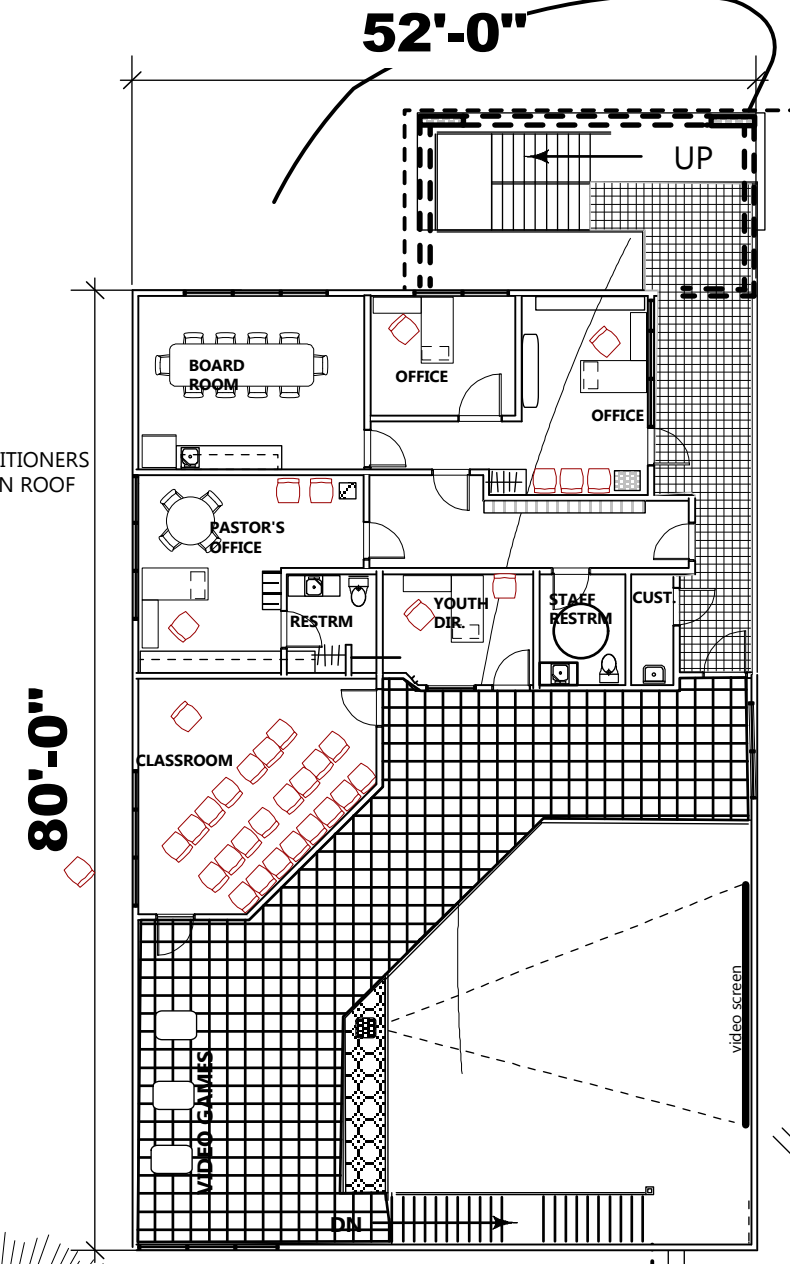 52'-0"
UP
BOARD
ROOM
OFFICE
OFFICE
ITIONERS
N ROOF
PASTOR'S
OFFICE
YOUTH
DIR.
STAFF
RESTRM
CUST.
RESTRM
80'-0"
CLASSROOM
video screen
VIDEO GAMES
DN